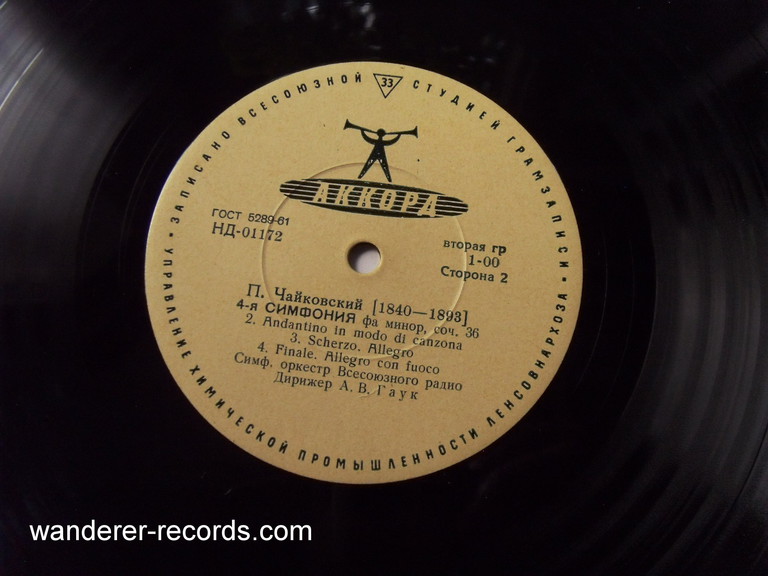 • ЗАПИСАНО ВСЕСОЮЗНОЙ 33 СТУДИЕЙ ГРАМЗАПИСИ •
АККОРД
ГОСТ 5289-61
НД-01172
вторая гр
1-00
Сторона 2
П. Чайковский [1840—1893]
4-я СИМФОНИЯ фа минор, соч. 36
2. Andantino in modo di canzona
3. Scherzo. Allegro
4. Finale. Allegro con fuoco
Симф. оркестр Всесоюзного радио
Дирижер А. В. Гаук
УПРАВЛЕНИЕ ХИМИЧЕСКОЙ ПРОМЫШЛЕННОСТИ ЛЕНСОВНАРХОЗА
wanderer-records.com